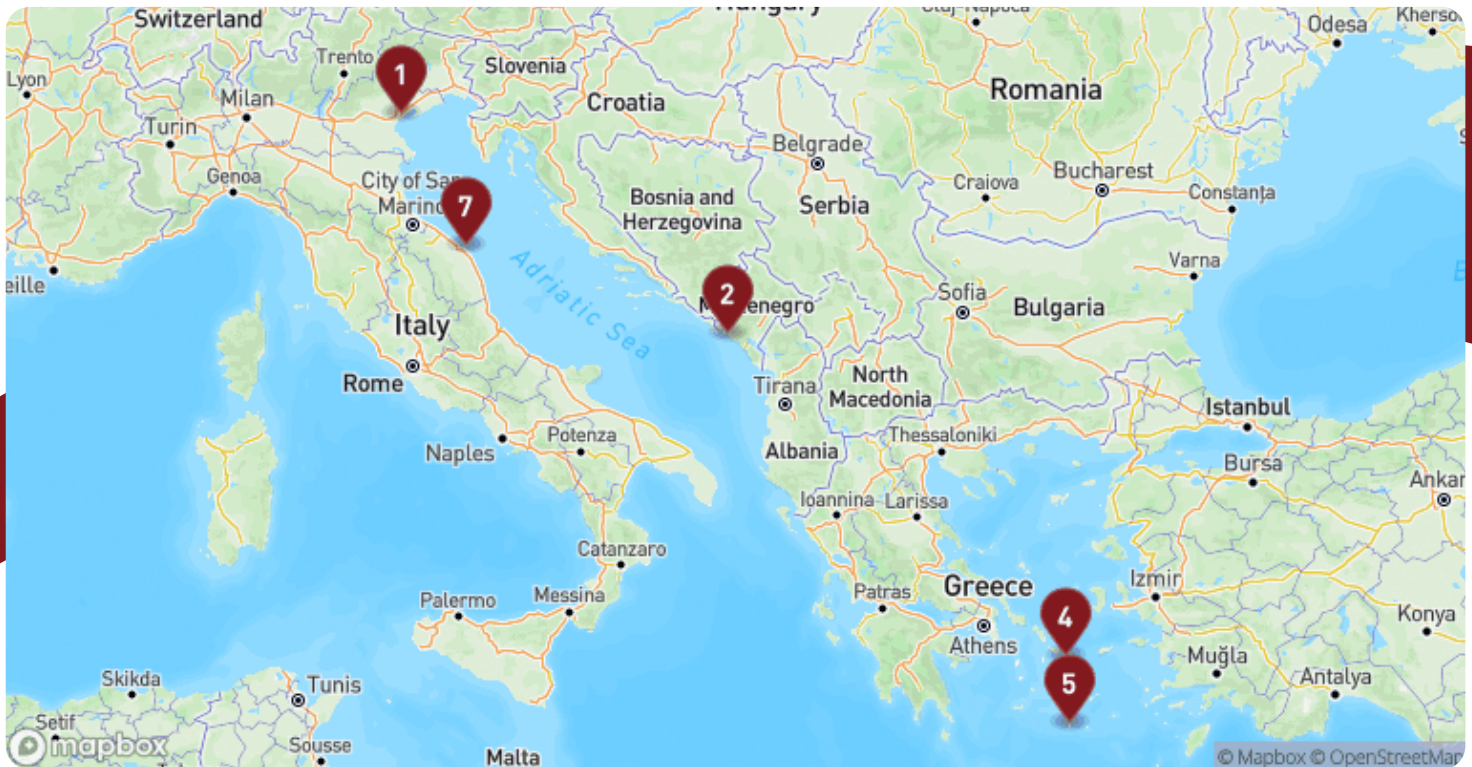 Switzerland
Hungary
Cluj-Napoca
Odesa
Kherso
Lyon
Trento
1
Slovenia
Milan
Croatia
Romania
Turin
Belgrade
Genoa
City of San
Marino
7
Bosnia and
Herzegovina
Serbia
Craiova
Bucharest
Constanța
eille
Adriatic Sea
2
Montenegro
Sofia
Bulgaria
Varna
Italy
Rome
Tirana
North
Macedonia
Istanbul
Naples
Potenza
Albania
Thessaloniki
Bursa
Ankar
Ioannina
Larissa
Catanzaro
Palermo
Messina
Patras
Greece
Athens
4
Izmir
Konya
5
Muğla
Antalya
Skikda
Tunis
Setif
mapbox
Sousse
Malta
© Mapbox © OpenStreetMap